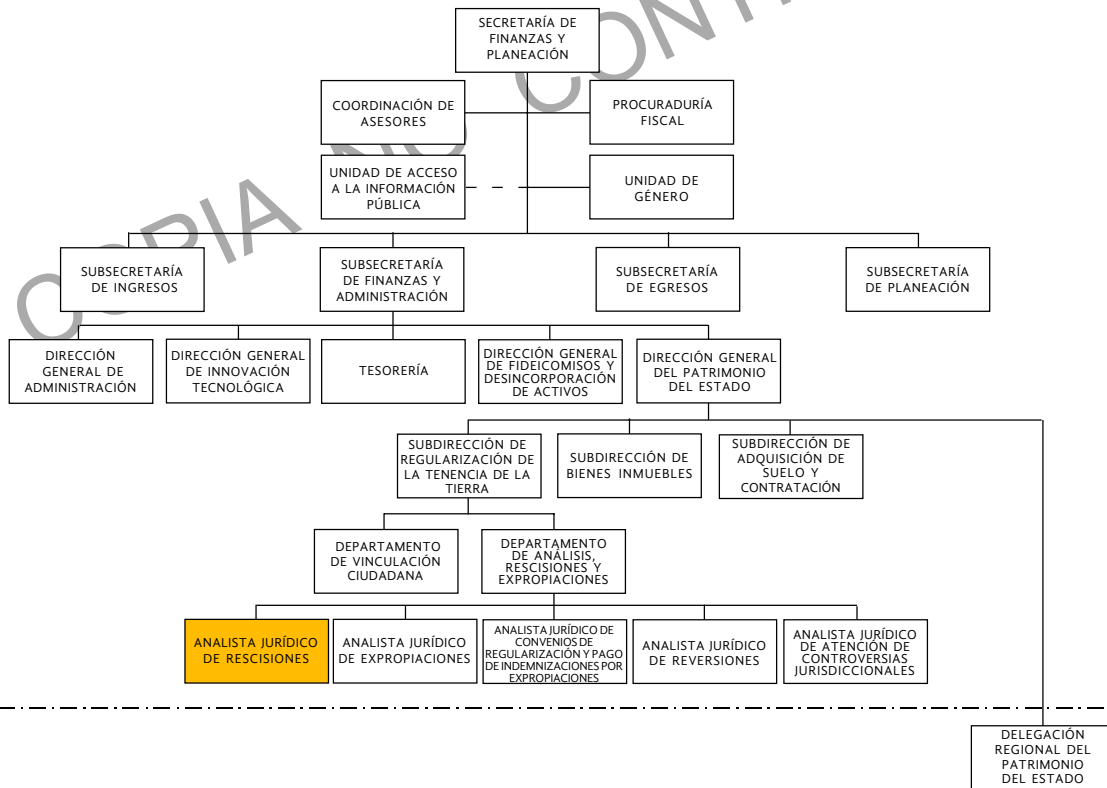 SECRETARÍA DE
FINANZAS Y
PLANEACIÓN
COORDINACIÓN DE
ASESORES
PROCURADURÍA
FISCAL
UNIDAD DE ACCESO
A LA INFORMACIÓN
PÚBLICA
UNIDAD DE
GÉNERO
SUBSECRETARÍA
DE INGRESOS
SUBSECRETARÍA
DE FINANZAS Y
ADMINISTRACIÓN
SUBSECRETARÍA
DE EGRESOS
SUBSECRETARÍA
DE PLANEACIÓN
DIRECCIÓN
GENERAL DE
ADMINISTRACIÓN
DIRECCIÓN GENERAL
DE INNOVACIÓN
TECNOLÓGICA
TESORERÍA
DIRECCIÓN GENERAL
DE FIDEICOMISOS Y
DESINCORPORACIÓN
DE ACTIVOS
DIRECCIÓN GENERAL
DEL PATRIMONIO
DEL ESTADO
SUBDIRECCIÓN DE
REGULARIZACIÓN DE
LA TENENCIA DE LA
TIERRA
SUBDIRECCIÓN DE
BIENES INMUEBLES
SUBDIRECCIÓN DE
ADQUISICIÓN DE
SUELO Y
CONTRATACIÓN
DEPARTAMENTO
DE VINCULACIÓN
CIUDADANA
DEPARTAMENTO
DE ANÁLISIS,
RESCISIONES Y
EXPROPIACIONES
ANALISTA JURÍDICO
DE RESCISIONES
ANALISTA JURÍDICO
DE EXPROPIACIONES
ANALISTA JURÍDICO DE
CONVENIOS DE
REGULARIZACIÓN Y PAGO
DE INDEMNIZACIONES POR
EXPROPIACIONES
ANALISTA JURÍDICO
DE REVERSIONES
ANALISTA JURÍDICO
DE ATENCIÓN DE
CONTROVERSIAS
JURISDICCIONALES
DELEGACIÓN
REGIONAL DEL
PATRIMONIO
DEL ESTADO
COPIA NO